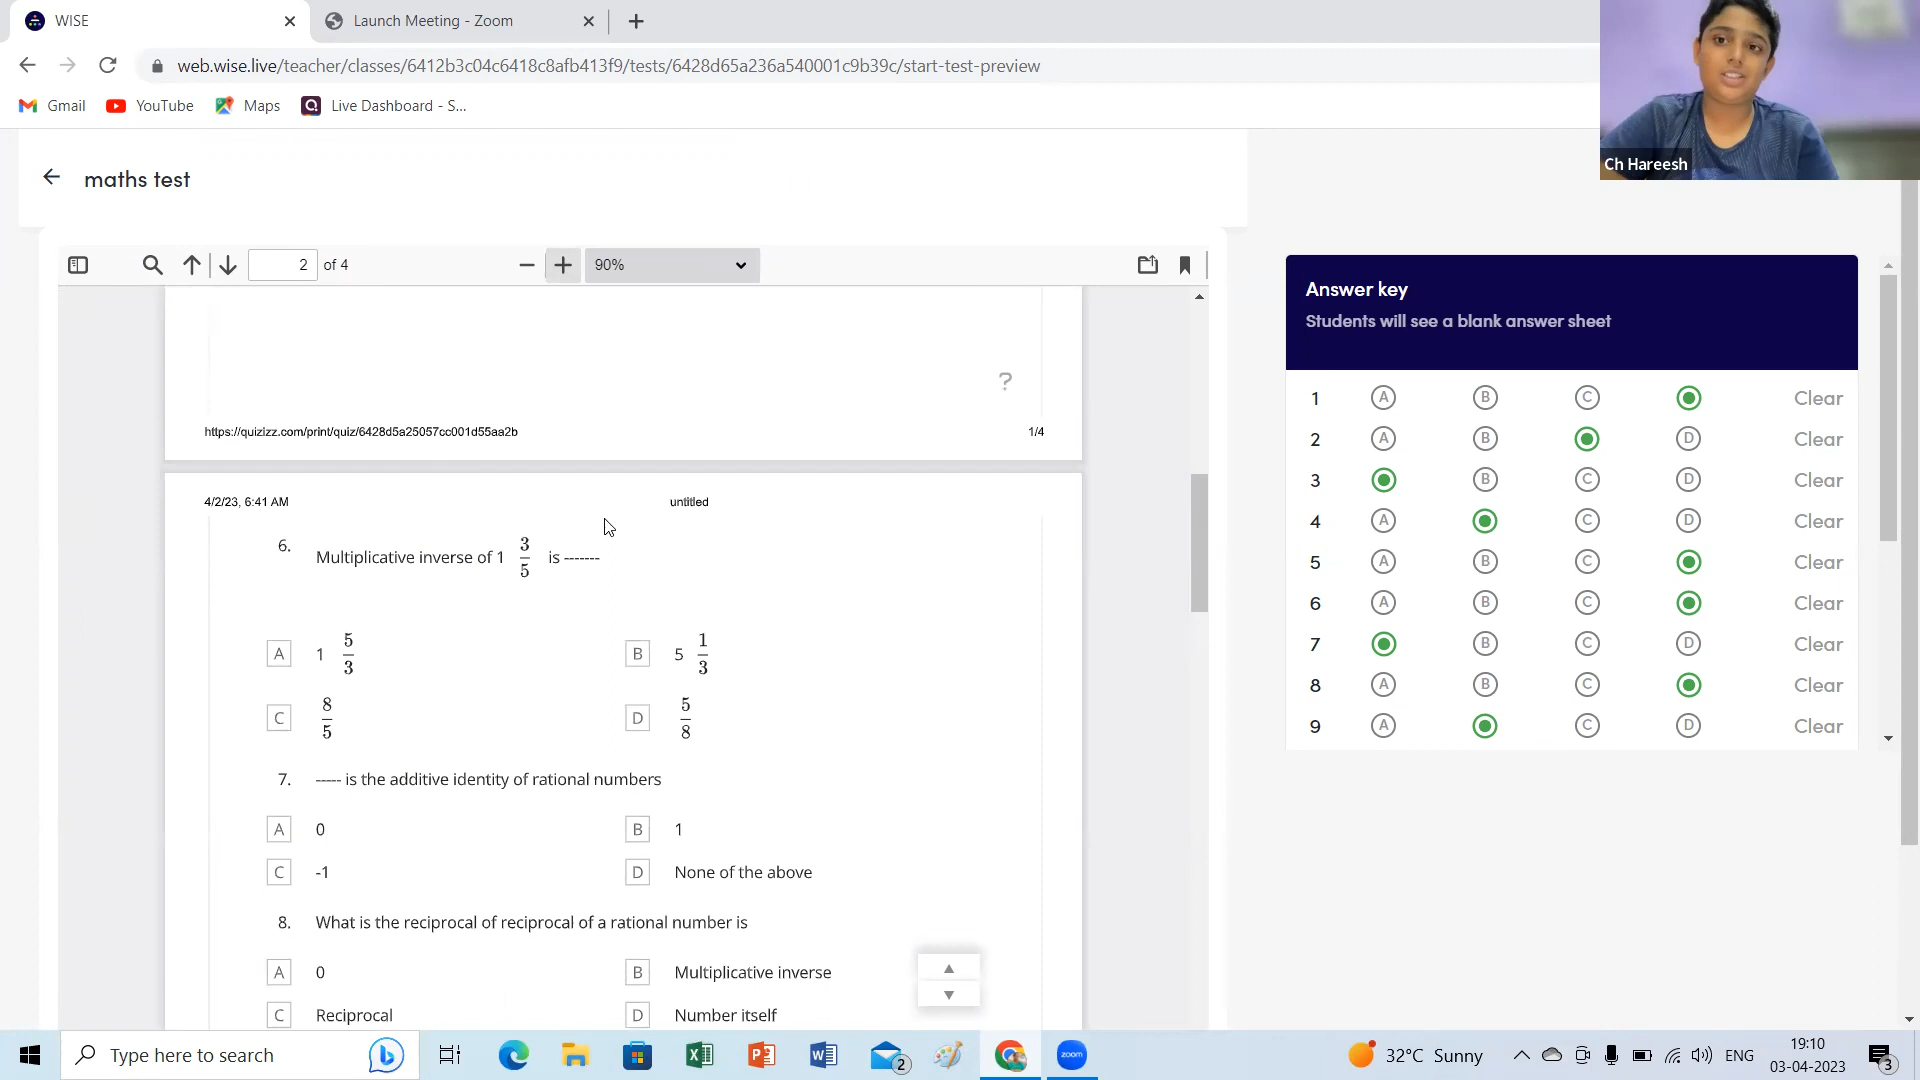 WISE
Launch Meeting - Zoom
web.wise.live/teacher/classes/6412b3c04c6418c8afb413f9/tests/6428d65a236a540001c9b39c/start-test-preview
Gmail
YouTube
Maps
Live Dashboard - S...
Ch Hareesh
maths test
2 of 4
90%
Answer key
Students will see a blank answer sheet
1 A B C Clear
2 A B D Clear
3 B C D Clear
4 A C D Clear
5 A B C Clear
6 A B C Clear
7 B C D Clear
8 A B C Clear
9 A C D Clear
?
https://quizizz.com/print/quiz/6428d5a25057cc001d55aa2b 1/4
4/2/23, 6:41 AM untitled
6. Multiplicative inverse of 1 3/5 is -------
A 1 5/3 B 5 1/3
C 8/5 D 5/8
7. ----- is the additive identity of rational numbers
A 0 B 1
C -1 D None of the above
8. What is the reciprocal of reciprocal of a rational number is
A 0 B Multiplicative inverse
C Reciprocal D Number itself
Type here to search
2
zoom
32°C Sunny
ENG
19:10
03-04-2023
3